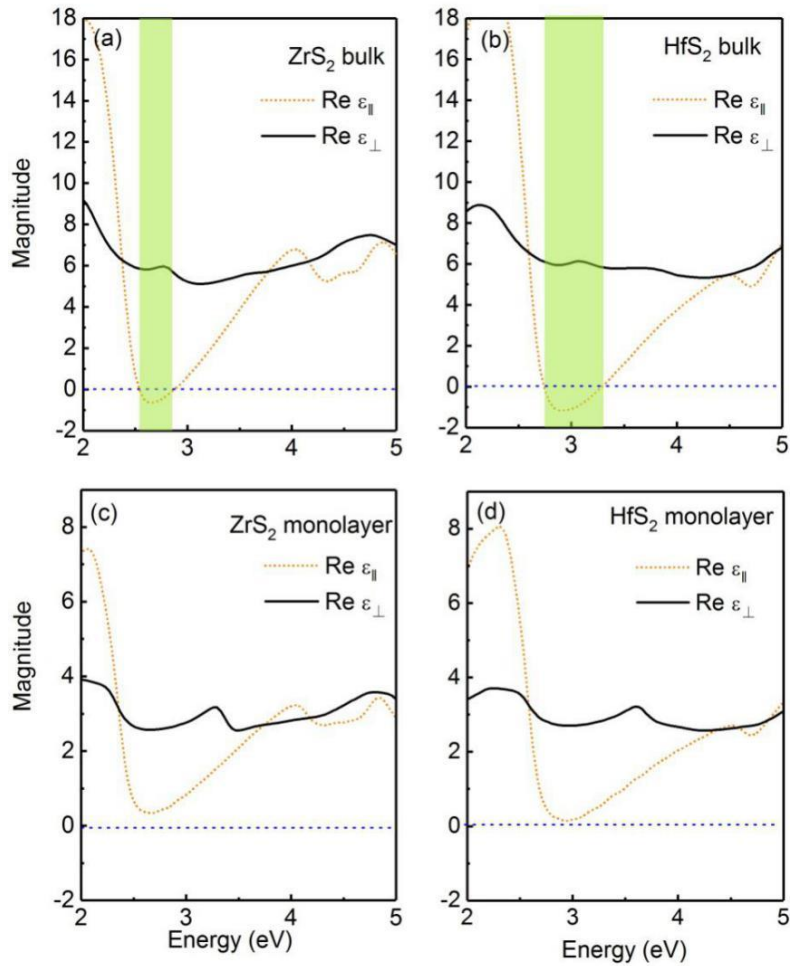 (a)
ZrS₂ bulk
Re ε∥
Re ε⊥
Magnitude
18
16
14
12
10
8
6
4
2
0
-2
2
3
4
5
(b)
HfS₂ bulk
Re ε∥
Re ε⊥
18
16
14
12
10
8
6
4
2
0
-2
2
3
4
5
(c)
ZrS₂ monolayer
Re ε∥
Re ε⊥
Magnitude
8
6
4
2
0
-2
2
3
4
5
Energy (eV)
(d)
HfS₂ monolayer
Re ε∥
Re ε⊥
8
6
4
2
0
-2
2
3
4
5
Energy (eV)